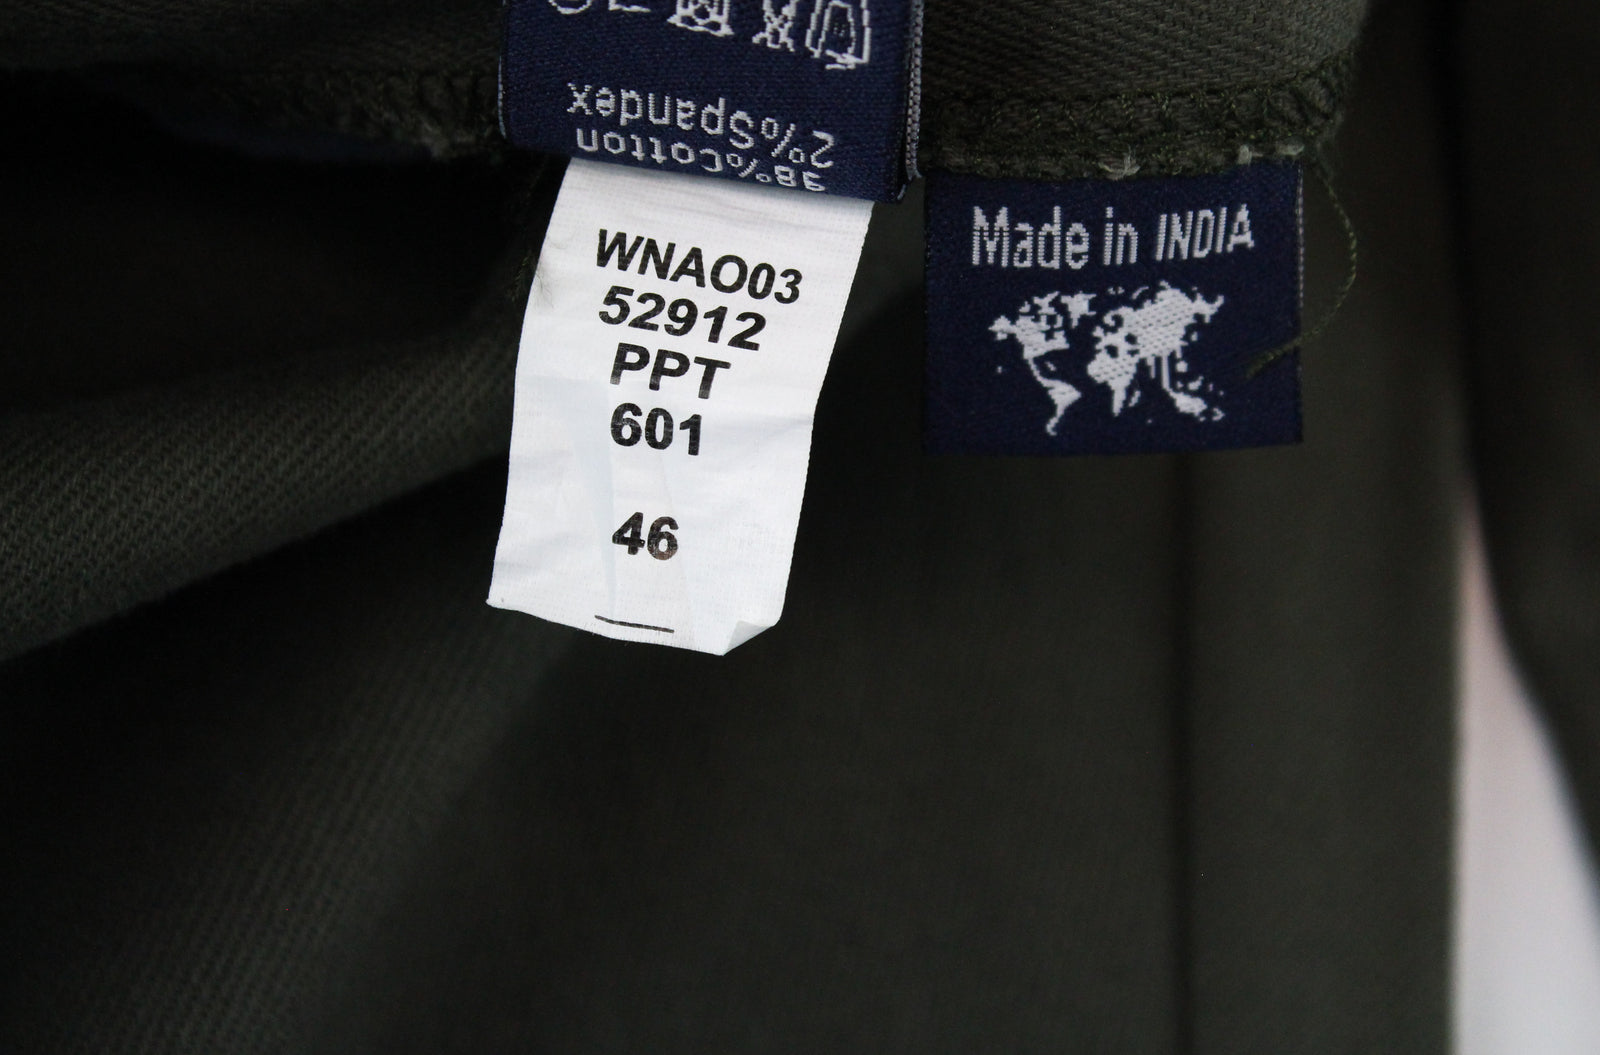 98%Cotton
2%Spandex
WNAO03
52912
PPT
601
46
Made in INDIA